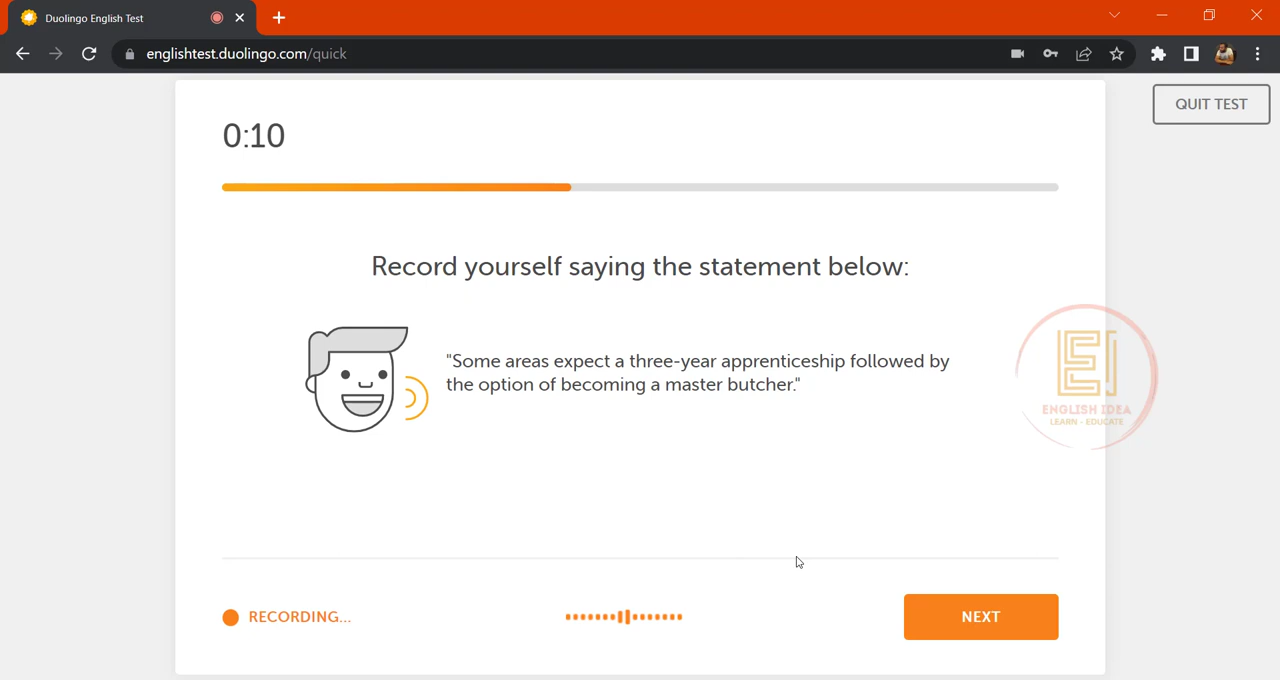 Duolingo English Test
englishtest.duolingo.com/quick
QUIT TEST
0:10
Record yourself saying the statement below:
"Some areas expect a three-year apprenticeship followed by
the option of becoming a master butcher."
EI
ENGLISH IDEA
LEARN - EDUCATE
RECORDING...
NEXT